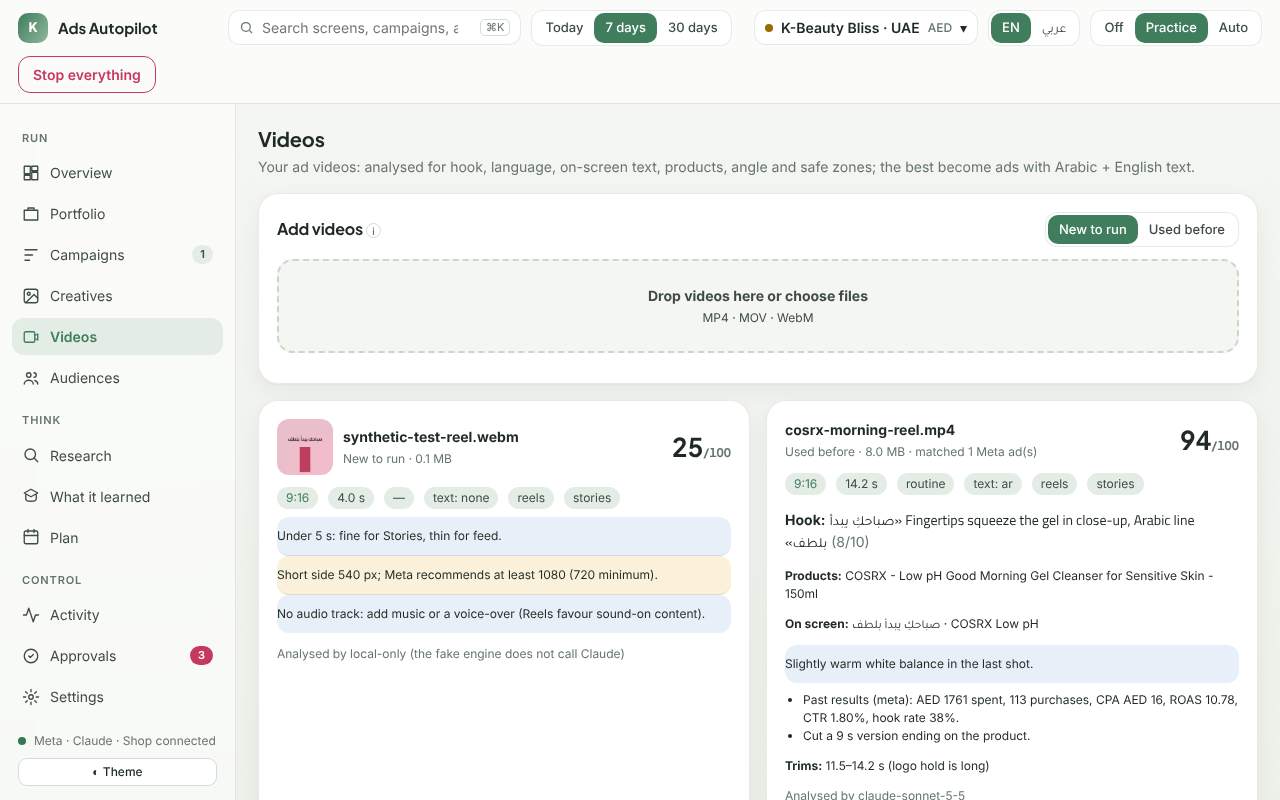 K Ads Autopilot
Search screens, campaigns, a ⌘K
Today 7 days 30 days
K-Beauty Bliss · UAE AED ▾
EN عربي
Off Practice Auto
Stop everything
RUN
Overview
Portfolio
Campaigns 1
Creatives
Videos
Audiences
THINK
Research
What it learned
Plan
CONTROL
Activity
Approvals 3
Settings
Meta · Claude · Shop connected
Theme
Videos
Your ad videos: analysed for hook, language, on-screen text, products, angle and safe zones; the best become ads with Arabic + English text.
Add videos i
New to run Used before
Drop videos here or choose files
MP4 · MOV · WebM
صباحكِ يبدأ بلطف
synthetic-test-reel.webm
New to run · 0.1 MB
25/100
9:16 4.0 s — text: none reels stories
Under 5 s: fine for Stories, thin for feed.
Short side 540 px; Meta recommends at least 1080 (720 minimum).
No audio track: add music or a voice-over (Reels favour sound-on content).
Analysed by local-only (the fake engine does not call Claude)
cosrx-morning-reel.mp4
Used before · 8.0 MB · matched 1 Meta ad(s)
94/100
9:16 14.2 s routine text: ar reels stories
Hook: Fingertips squeeze the gel in close-up, Arabic line «صباحكِ يبدأ
بلطف» (8/10)
Products: COSRX - Low pH Good Morning Gel Cleanser for Sensitive Skin -
150ml
On screen: صباحكِ يبدأ بلطف · COSRX Low pH
Slightly warm white balance in the last shot.
• Past results (meta): AED 1761 spent, 113 purchases, CPA AED 16, ROAS 10.78,
CTR 1.80%, hook rate 38%.
• Cut a 9 s version ending on the product.
Trims: 11.5–14.2 s (logo hold is long)
Analysed by claude-sonnet-5-5